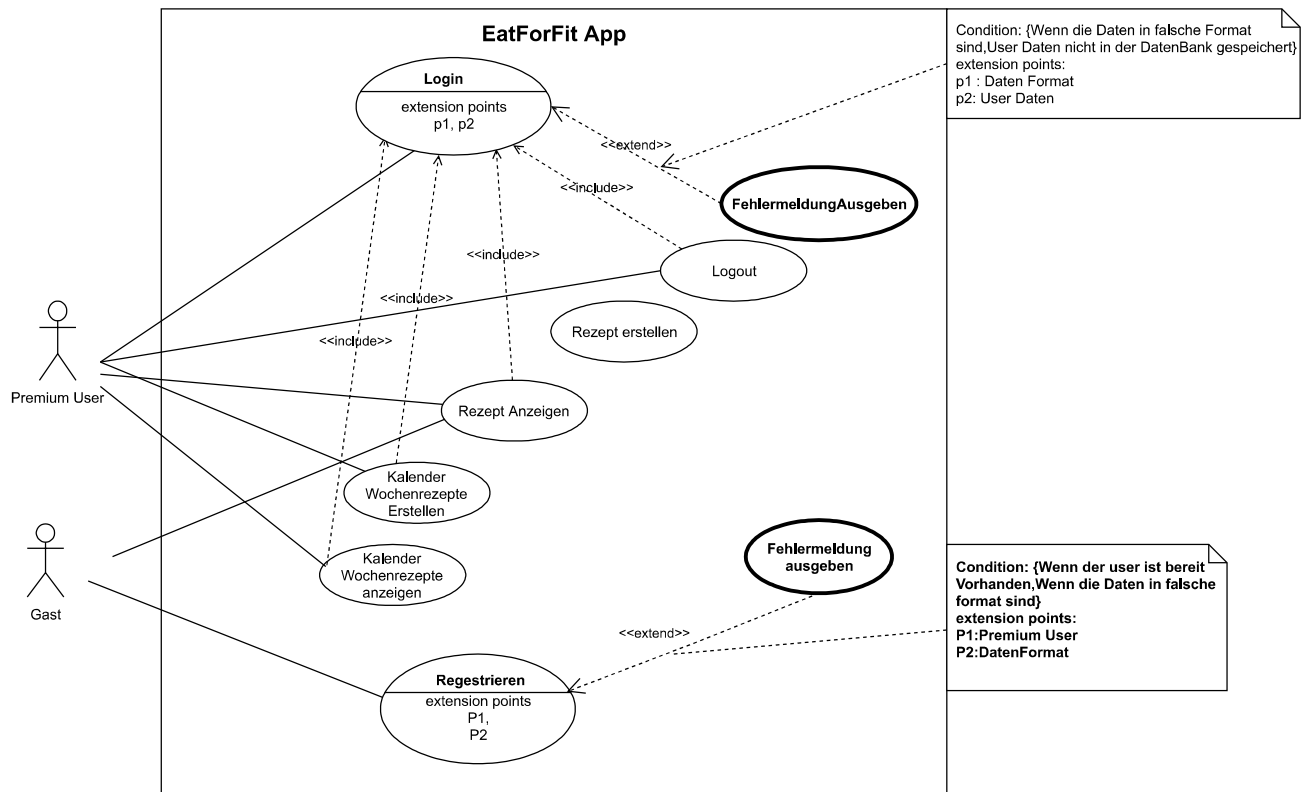 EatForFit App
Condition: {Wenn die Daten in falsche Format
sind,User Daten nicht in der DatenBank gespeichert}
extension points:
p1 : Daten Format
p2: User Daten
Login
extension points
p1, p2
<<extend>>
<<include>>
FehlermeldungAusgeben
<<include>>
Logout
<<include>>
Rezept erstellen
<<include>>
Premium User
Rezept Anzeigen
Kalender
Wochenrezepte
Erstellen
Kalender
Wochenrezepte
anzeigen
Gast
Fehlermeldung
ausgeben
Condition: {Wenn der user ist bereit
Vorhanden,Wenn die Daten in falsche
format sind}
extension points:
P1:Premium User
P2:DatenFormat
<<extend>>
Regestrieren
extension points
P1,
P2